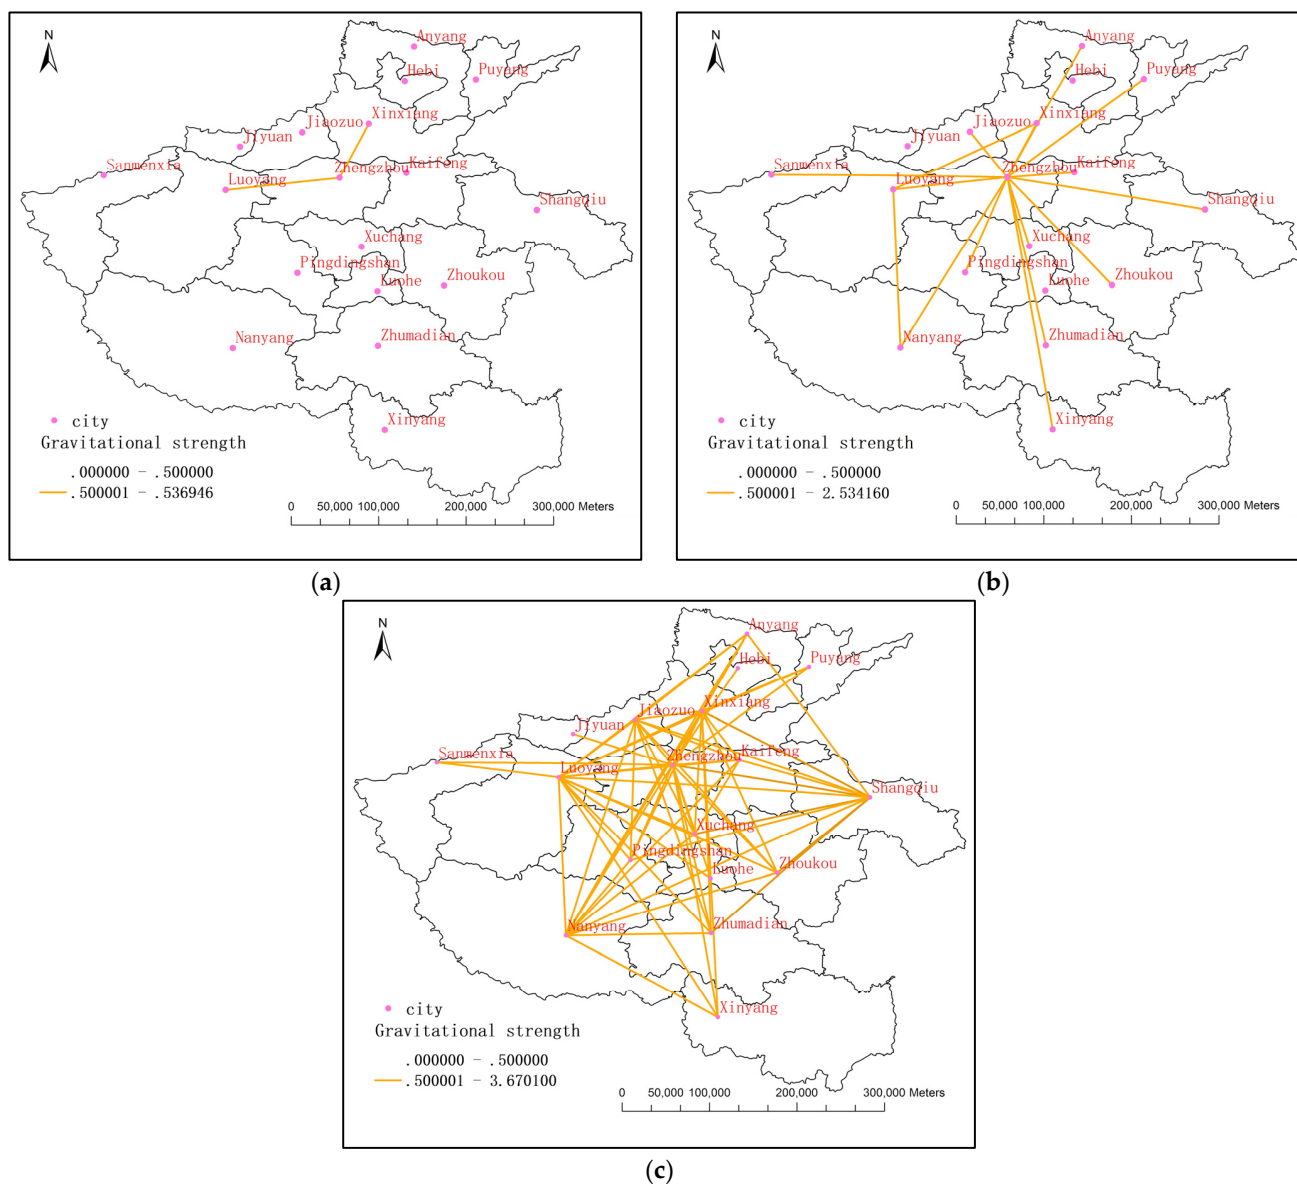 N
Anyang
Hebi
Puyang
Xinxiang
Jiaozuo
Jiyuan
Sanmenxia
Zhengzhou
Kaifeng
Luoyang
Shangqiu
Xuchang
Pingdingshan
Luohe
Zhoukou
Nanyang
Zhumadian
Xinyang
city
Gravitational strength
.000000 - .500000
.500001 - .536946
0 50,000 100,000 200,000 300,000 Meters
(a)
N
Anyang
Hebi
Puyang
Xinxiang
Jiaozuo
Jiyuan
Sanmenxia
Zhengzhou
Kaifeng
Luoyang
Shangqiu
Xuchang
Pingdingshan
Luohe
Zhoukou
Nanyang
Zhumadian
Xinyang
city
Gravitational strength
.000000 - .500000
.500001 - 2.534160
0 50,000 100,000 200,000 300,000 Meters
(b)
N
Anyang
Hebi
Puyang
Xinxiang
Jiaozuo
Jiyuan
Sanmenxia
Zhengzhou
Kaifeng
Luoyang
Shangqiu
Xuchang
Pingdingshan
Luohe
Zhoukou
Nanyang
Zhumadian
Xinyang
city
Gravitational strength
.000000 - .500000
.500001 - 3.670100
0 50,000 100,000 200,000 300,000 Meters
(c)